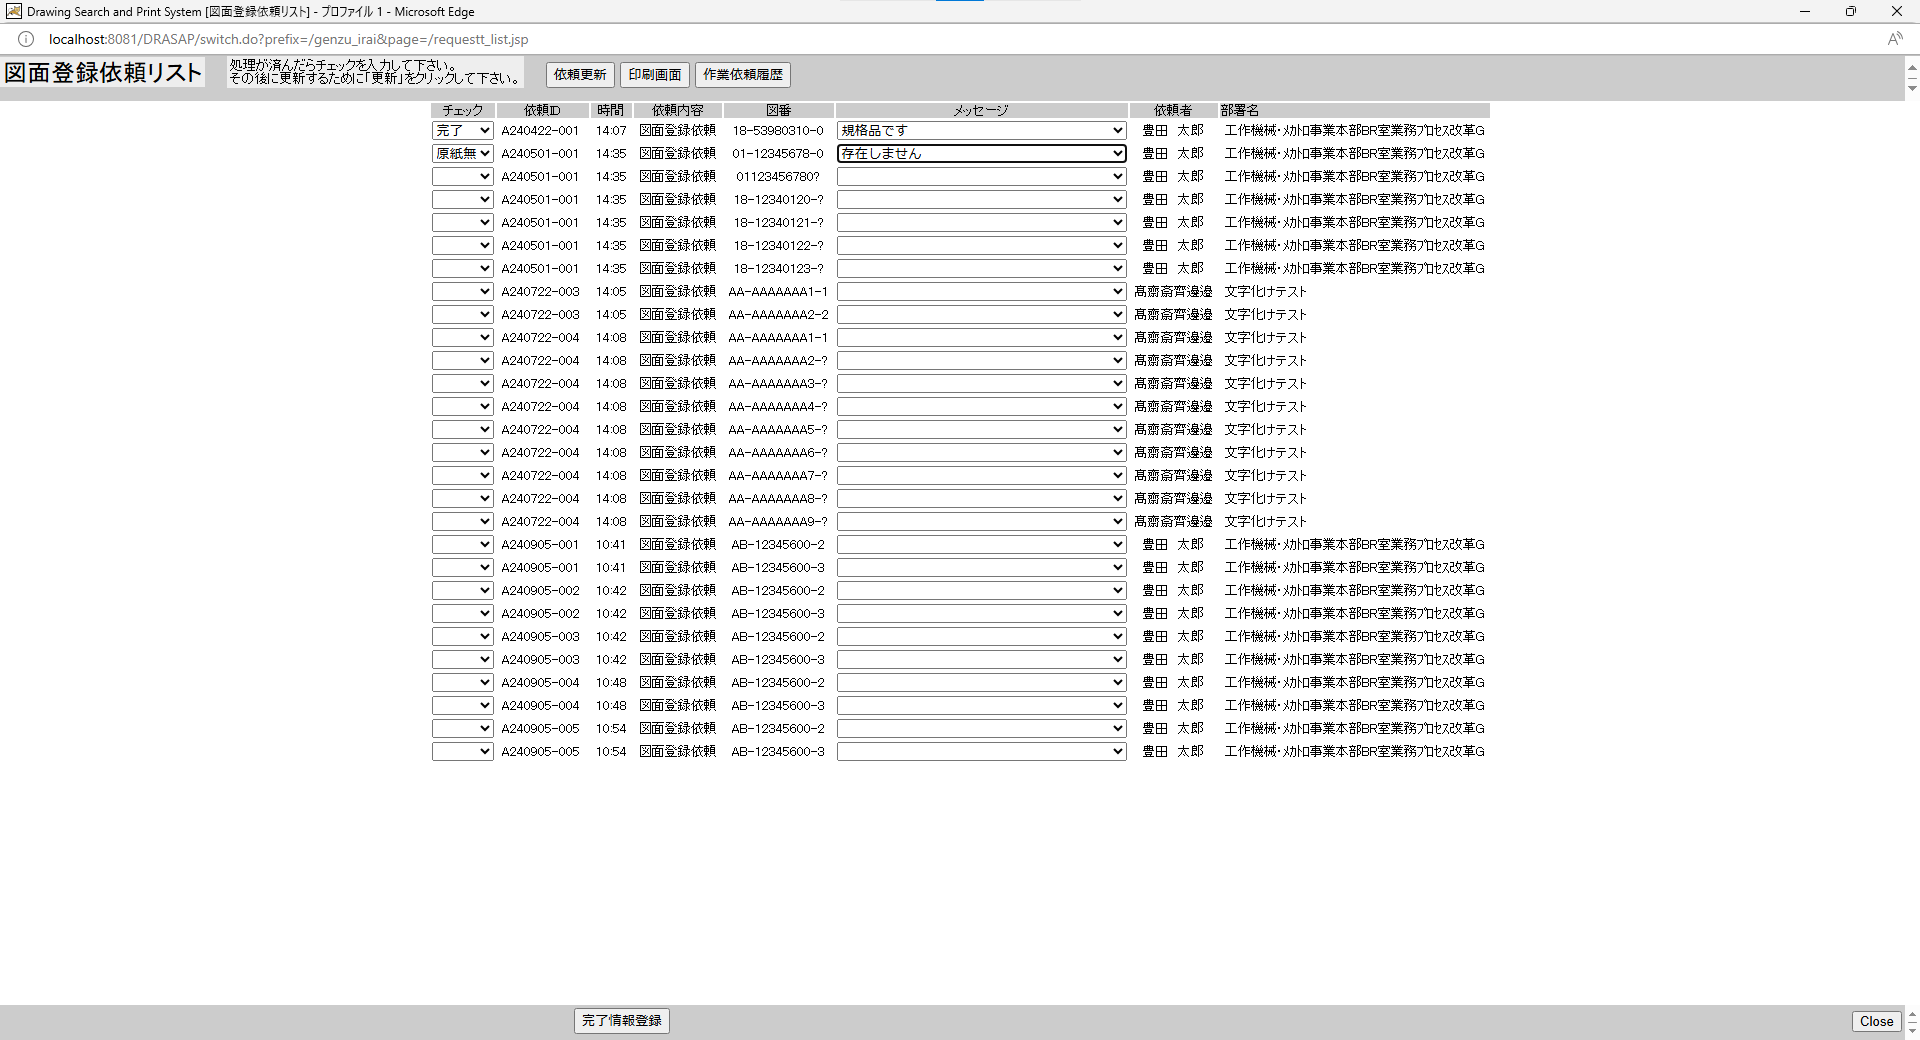 Drawing Search and Print System [図面登録依頼リスト] - プロファイル 1 - Microsoft Edge
localhost:8081/DRASAP/switch.do?prefix=/genzu_irai&page=/requestt_list.jsp
図面登録依頼リスト
処理が済んだらチェックを入力して下さい。
その後に更新するために「更新」をクリックして下さい。
依頼更新 印刷画面 作業依頼履歴
チェック 依頼ID 時間 依頼内容 図番 メッセージ 依頼者 部署名
完了 A240422-001 14:07 図面登録依頼 18-53980310-0 規格品です 豊田 太郎 工作機械・ﾒｶﾄﾛ事業本部BR室業務ﾌﾟﾛｾｽ改革G
原紙無 A240501-001 14:35 図面登録依頼 01-12345678-0 存在しません 豊田 太郎 工作機械・ﾒｶﾄﾛ事業本部BR室業務ﾌﾟﾛｾｽ改革G
A240501-001 14:35 図面登録依頼 01123456780? 豊田 太郎 工作機械・ﾒｶﾄﾛ事業本部BR室業務ﾌﾟﾛｾｽ改革G
A240501-001 14:35 図面登録依頼 18-12340120-? 豊田 太郎 工作機械・ﾒｶﾄﾛ事業本部BR室業務ﾌﾟﾛｾｽ改革G
A240501-001 14:35 図面登録依頼 18-12340121-? 豊田 太郎 工作機械・ﾒｶﾄﾛ事業本部BR室業務ﾌﾟﾛｾｽ改革G
A240501-001 14:35 図面登録依頼 18-12340122-? 豊田 太郎 工作機械・ﾒｶﾄﾛ事業本部BR室業務ﾌﾟﾛｾｽ改革G
A240501-001 14:35 図面登録依頼 18-12340123-? 豊田 太郎 工作機械・ﾒｶﾄﾛ事業本部BR室業務ﾌﾟﾛｾｽ改革G
A240722-003 14:05 図面登録依頼 AA-AAAAAAA1-1 髙齋斎齊邉邊 文字化けテスト
A240722-003 14:05 図面登録依頼 AA-AAAAAAA2-2 髙齋斎齊邉邊 文字化けテスト
A240722-004 14:08 図面登録依頼 AA-AAAAAAA1-1 髙齋斎齊邉邊 文字化けテスト
A240722-004 14:08 図面登録依頼 AA-AAAAAAA2-? 髙齋斎齊邉邊 文字化けテスト
A240722-004 14:08 図面登録依頼 AA-AAAAAAA3-? 髙齋斎齊邉邊 文字化けテスト
A240722-004 14:08 図面登録依頼 AA-AAAAAAA4-? 髙齋斎齊邉邊 文字化けテスト
A240722-004 14:08 図面登録依頼 AA-AAAAAAA5-? 髙齋斎齊邉邊 文字化けテスト
A240722-004 14:08 図面登録依頼 AA-AAAAAAA6-? 髙齋斎齊邉邊 文字化けテスト
A240722-004 14:08 図面登録依頼 AA-AAAAAAA7-? 髙齋斎齊邉邊 文字化けテスト
A240722-004 14:08 図面登録依頼 AA-AAAAAAA8-? 髙齋斎齊邉邊 文字化けテスト
A240722-004 14:08 図面登録依頼 AA-AAAAAAA9-? 髙齋斎齊邉邊 文字化けテスト
A240905-001 10:41 図面登録依頼 AB-12345600-2 豊田 太郎 工作機械・ﾒｶﾄﾛ事業本部BR室業務ﾌﾟﾛｾｽ改革G
A240905-001 10:41 図面登録依頼 AB-12345600-3 豊田 太郎 工作機械・ﾒｶﾄﾛ事業本部BR室業務ﾌﾟﾛｾｽ改革G
A240905-002 10:42 図面登録依頼 AB-12345600-2 豊田 太郎 工作機械・ﾒｶﾄﾛ事業本部BR室業務ﾌﾟﾛｾｽ改革G
A240905-002 10:42 図面登録依頼 AB-12345600-3 豊田 太郎 工作機械・ﾒｶﾄﾛ事業本部BR室業務ﾌﾟﾛｾｽ改革G
A240905-003 10:42 図面登録依頼 AB-12345600-2 豊田 太郎 工作機械・ﾒｶﾄﾛ事業本部BR室業務ﾌﾟﾛｾｽ改革G
A240905-003 10:42 図面登録依頼 AB-12345600-3 豊田 太郎 工作機械・ﾒｶﾄﾛ事業本部BR室業務ﾌﾟﾛｾｽ改革G
A240905-004 10:48 図面登録依頼 AB-12345600-2 豊田 太郎 工作機械・ﾒｶﾄﾛ事業本部BR室業務ﾌﾟﾛｾｽ改革G
A240905-004 10:48 図面登録依頼 AB-12345600-3 豊田 太郎 工作機械・ﾒｶﾄﾛ事業本部BR室業務ﾌﾟﾛｾｽ改革G
A240905-005 10:54 図面登録依頼 AB-12345600-2 豊田 太郎 工作機械・ﾒｶﾄﾛ事業本部BR室業務ﾌﾟﾛｾｽ改革G
A240905-005 10:54 図面登録依頼 AB-12345600-3 豊田 太郎 工作機械・ﾒｶﾄﾛ事業本部BR室業務ﾌﾟﾛｾｽ改革G
完了情報登録 Close